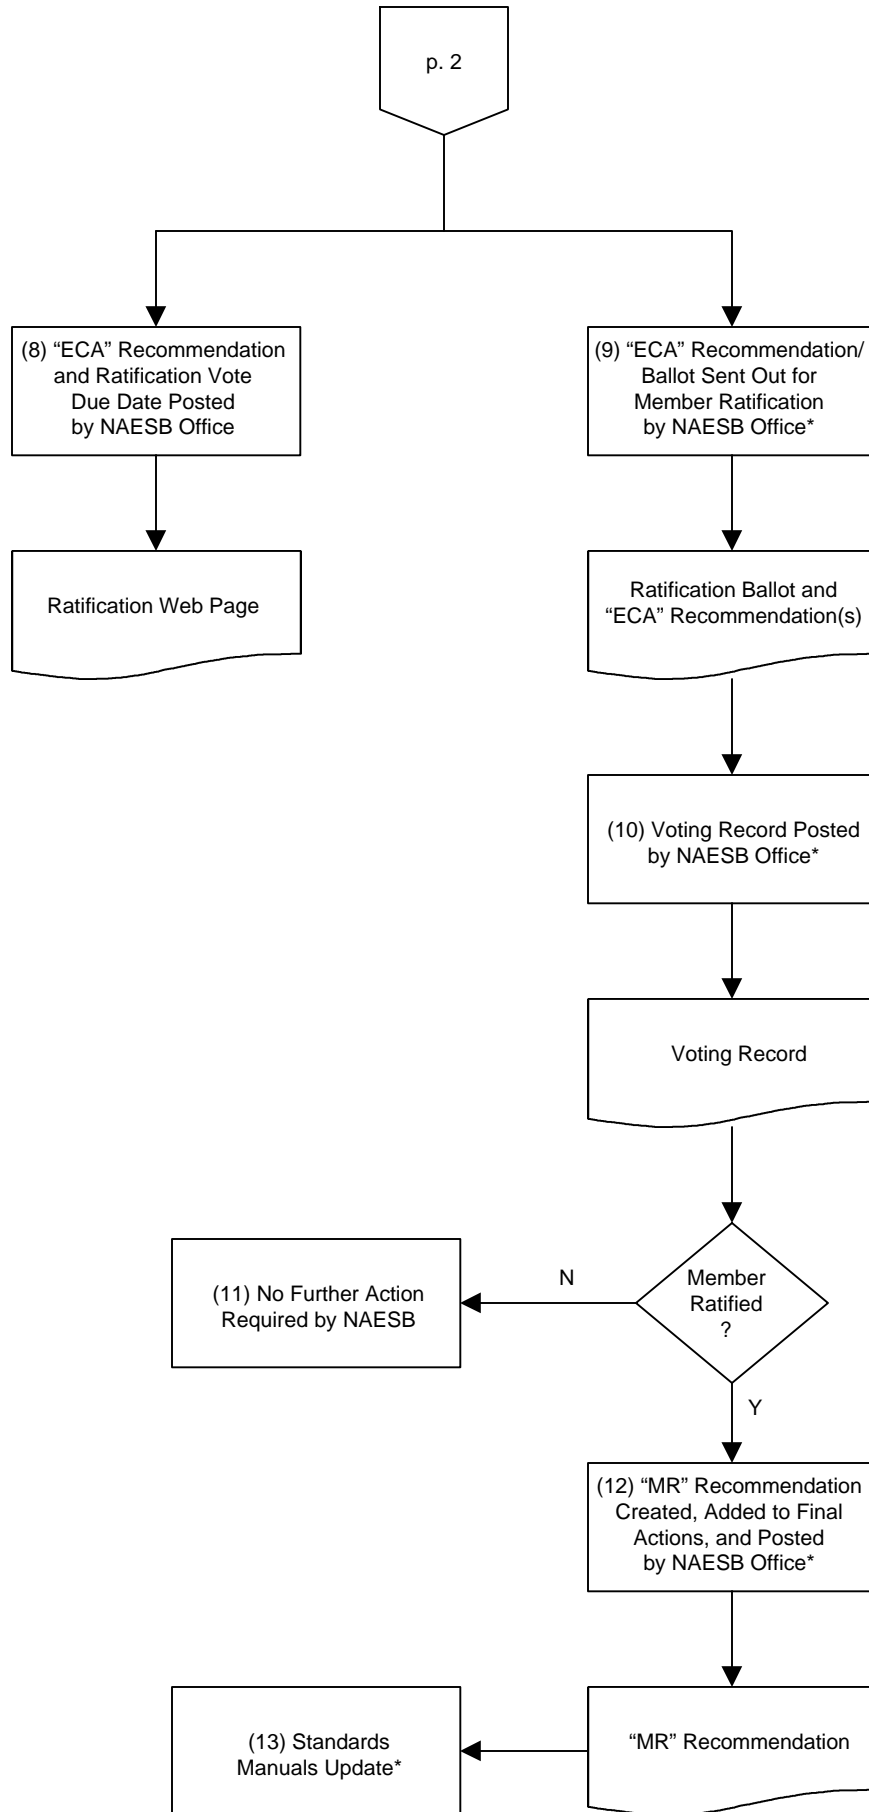 p. 2
(8) “ECA” Recommendation
and Ratification Vote
Due Date Posted
by NAESB Office
(9) “ECA” Recommendation/
Ballot Sent Out for
Member Ratification
by NAESB Office*
Ratification Web Page
Ratification Ballot and
“ECA” Recommendation(s)
(10) Voting Record Posted
by NAESB Office*
Voting Record
Member
Ratified
?
N
(11) No Further Action
Required by NAESB
Y
(12) “MR” Recommendation
Created, Added to Final
Actions, and Posted
by NAESB Office*
“MR” Recommendation
(13) Standards
Manuals Update*